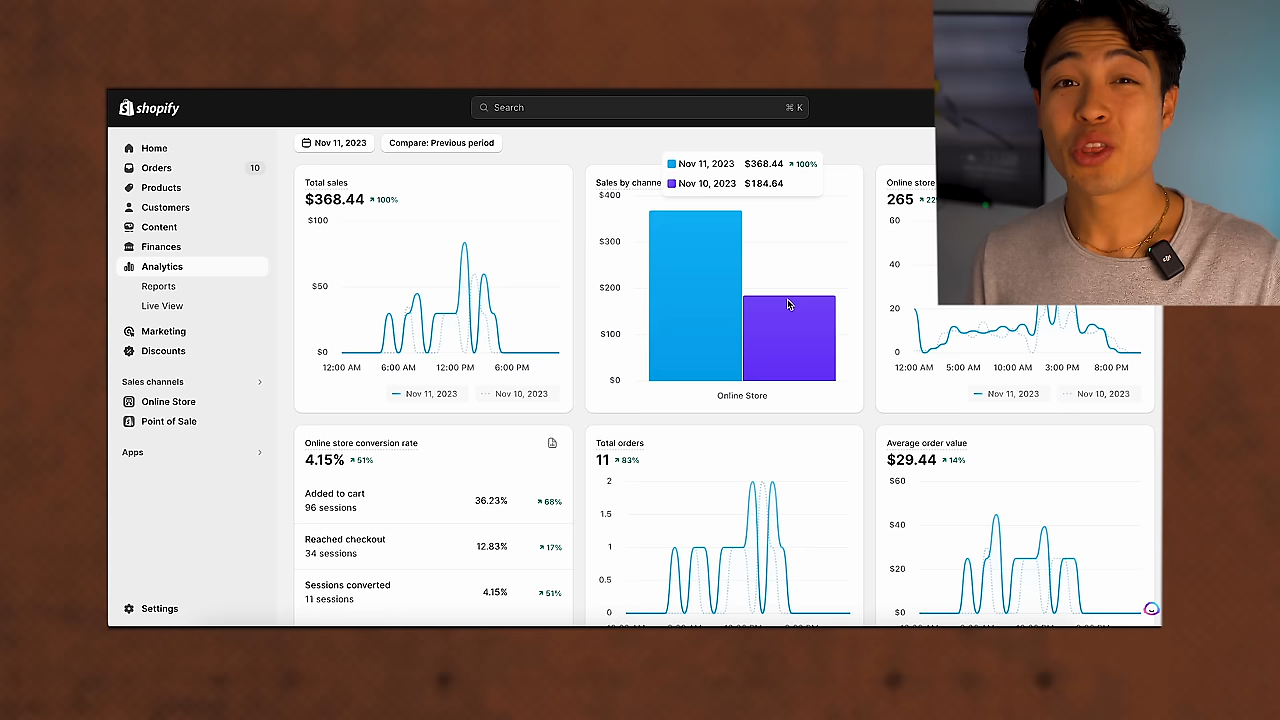 shopify
Search
⌘ K
Home
Orders
10
Products
Customers
Content
Finances
Analytics
Reports
Live View
Marketing
Discounts
Sales channels
Online Store
Point of Sale
Apps
Settings
Nov 11, 2023
Compare: Previous period
Total sales
$368.44 ↗ 100%
$100
$50
$0
12:00 AM 6:00 AM 12:00 PM 6:00 PM
Nov 11, 2023 Nov 10, 2023
Sales by channe
Nov 11, 2023 $368.44 ↗ 100%
Nov 10, 2023 $184.64
$400
$300
$200
$100
$0
Online Store
Online store
265 ↗ 22
60
40
20
0
12:00 AM 5:00 AM 10:00 AM 3:00 PM 8:00 PM
Nov 11, 2023 Nov 10, 2023
Online store conversion rate
4.15% ↗ 51%
Added to cart
96 sessions
36.23% ↗ 68%
Reached checkout
34 sessions
12.83% ↗ 17%
Sessions converted
11 sessions
4.15% ↗ 51%
Total orders
11 ↗ 83%
2
1.5
1
0.5
0
Average order value
$29.44 ↗ 14%
$60
$40
$20
$0
dji